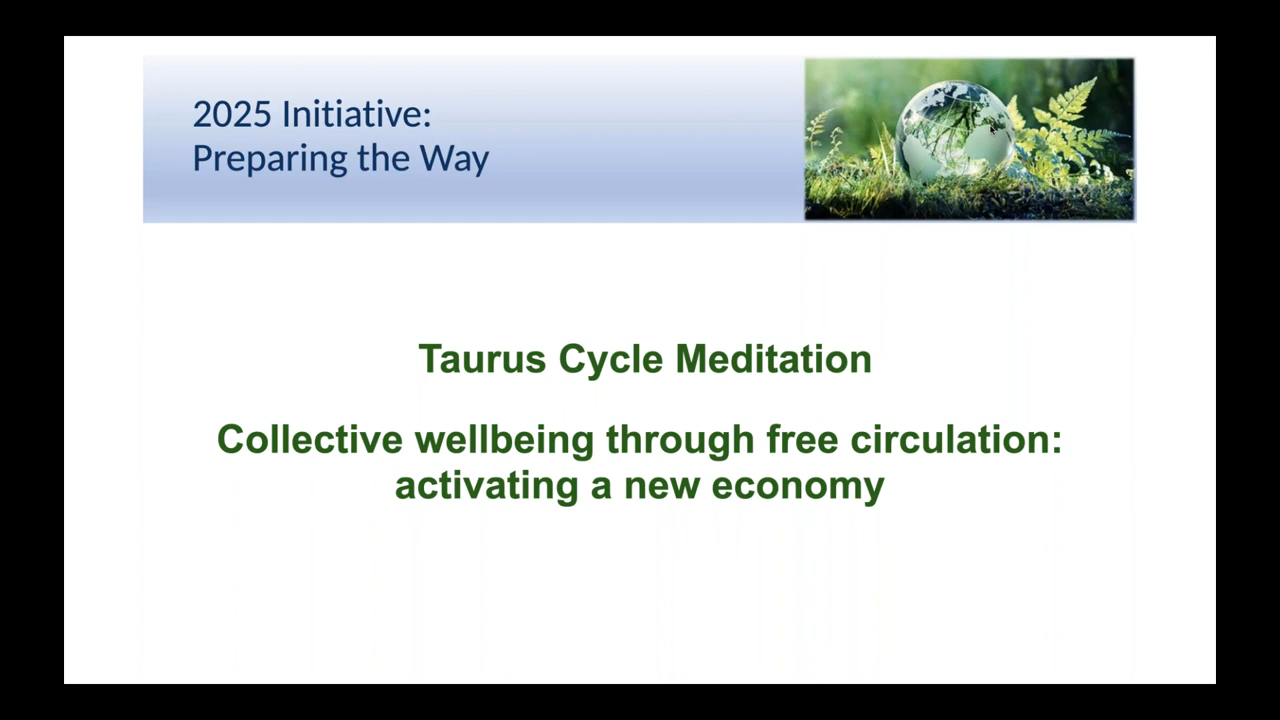 2025 Initiative:
Preparing the Way
Taurus Cycle Meditation
Collective wellbeing through free circulation:
activating a new economy